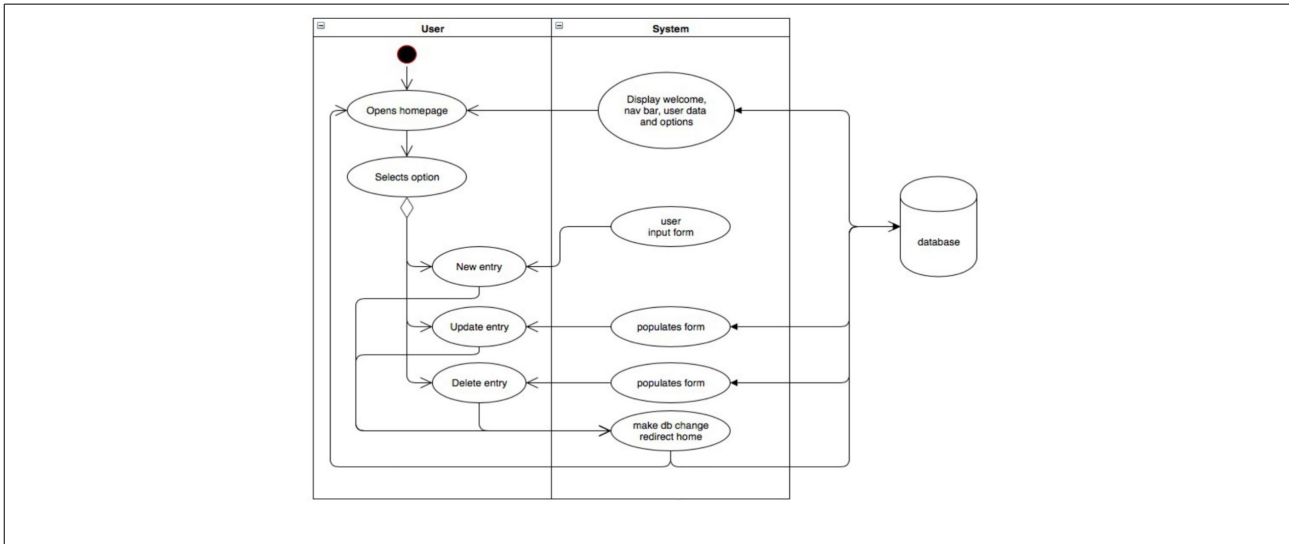 User
System
Opens homepage
Display welcome,
nav bar, user data
and options
Selects option
user
input form
database
New entry
Update entry
populates form
Delete entry
populates form
make db change
redirect home